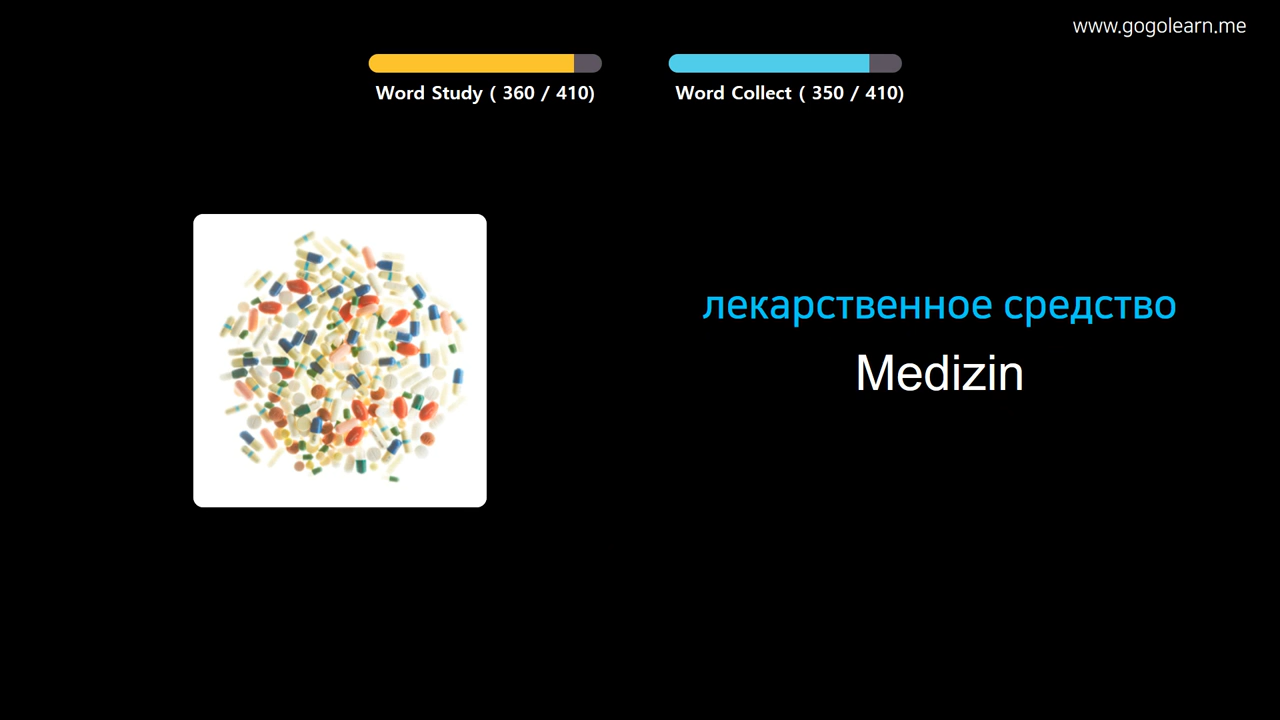 www.gogolearn.me
Word Study ( 360 / 410)
Word Collect ( 350 / 410)
лекарственное средство
Medizin